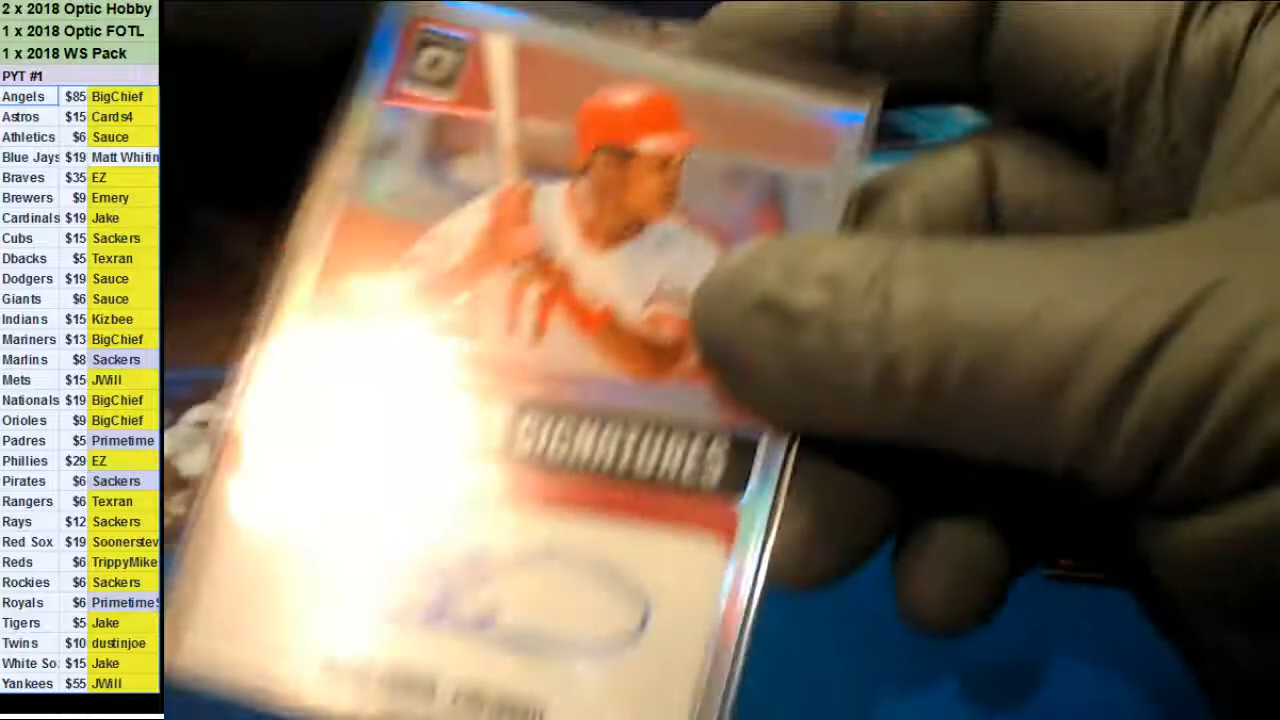 2 x 2018 Optic Hobby
1 x 2018 Optic FOTL
1 x 2018 WS Pack
PYT #1
Angels $85 BigChief
Astros $15 Cards4
Athletics $6 Sauce
Blue Jays $19 Matt Whitin
Braves $35 EZ
Brewers $9 Emery
Cardinals $19 Jake
Cubs $15 Sackers
Dbacks $5 Texran
Dodgers $19 Sauce
Giants $6 Sauce
Indians $15 Kizbee
Mariners $13 BigChief
Marlins $8 Sackers
Mets $15 JWill
Nationals $19 BigChief
Orioles $9 BigChief
Padres $5 Primetime
Phillies $29 EZ
Pirates $6 Sackers
Rangers $6 Texran
Rays $12 Sackers
Red Sox $19 Soonerstev
Reds $6 TrippyMike
Rockies $6 Sackers
Royals $6 PrimetimeS
Tigers $5 Jake
Twins $10 dustinjoe
White So $15 Jake
Yankees $55 JWill
SIGNATURES